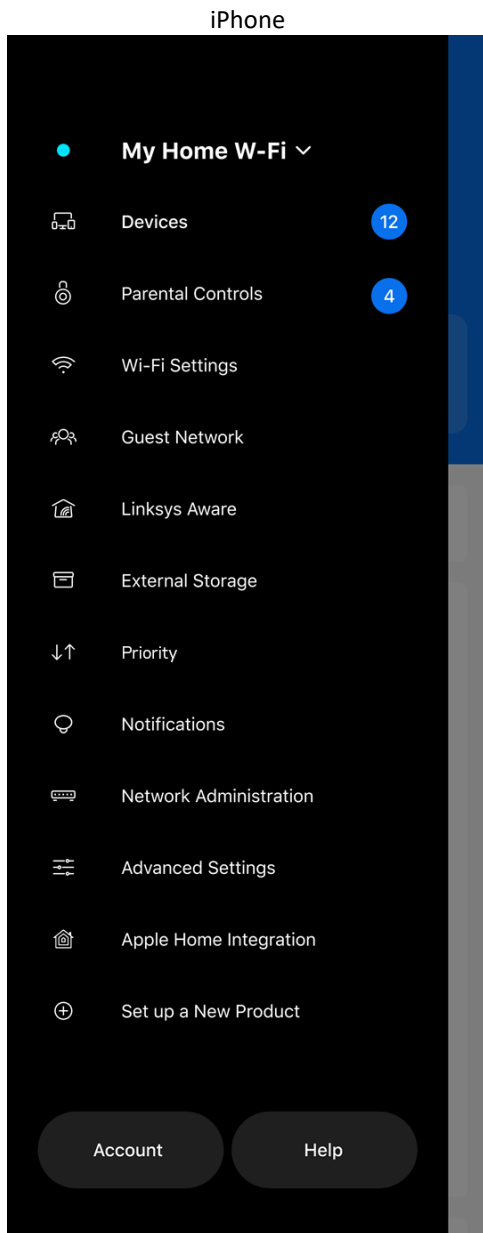 iPhone
My Home W-Fi
Devices 12
Parental Controls 4
Wi-Fi Settings
Guest Network
Linksys Aware
External Storage
Priority
Notifications
Network Administration
Advanced Settings
Apple Home Integration
Set up a New Product
Account Help